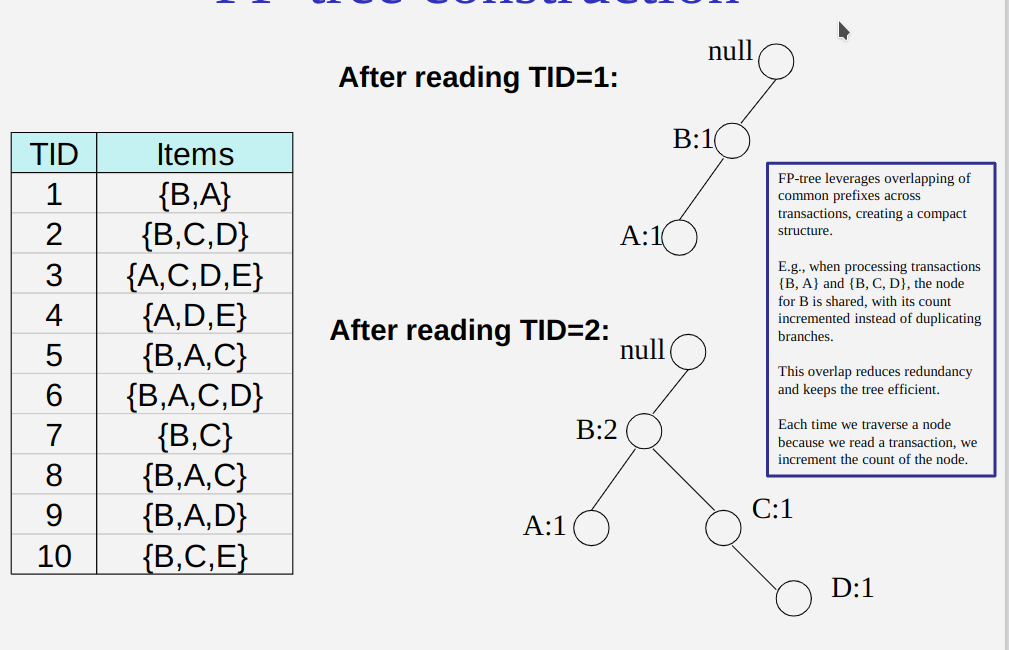 FP-tree construction
After reading TID=1:
null
B:1
A:1
TID Items
1 {B,A}
2 {B,C,D}
3 {A,C,D,E}
4 {A,D,E}
5 {B,A,C}
6 {B,A,C,D}
7 {B,C}
8 {B,A,C}
9 {B,A,D}
10 {B,C,E}
FP-tree leverages overlapping of
common prefixes across
transactions, creating a compact
structure.
E.g., when processing transactions
{B, A} and {B, C, D}, the node
for B is shared, with its count
incremented instead of duplicating
branches.
This overlap reduces redundancy
and keeps the tree efficient.
Each time we traverse a node
because we read a transaction, we
increment the count of the node.
After reading TID=2:
null
B:2
A:1
C:1
D:1